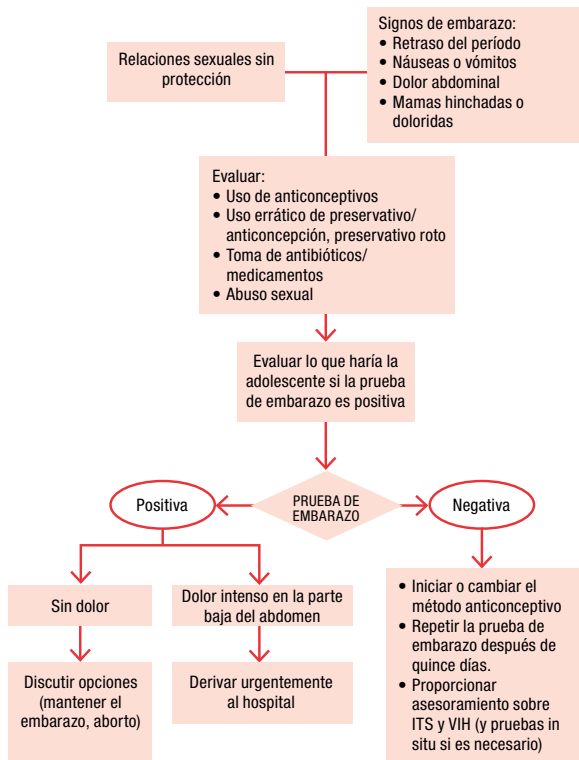 Relaciones sexuales sin
protección
Signos de embarazo:
• Retraso del período
• Náuseas o vómitos
• Dolor abdominal
• Mamas hinchadas o
doloridas
Evaluar:
• Uso de anticonceptivos
• Uso errático de preservativo/
anticoncepción, preservativo roto
• Toma de antibióticos/
medicamentos
• Abuso sexual
Evaluar lo que haría la
adolescente si la prueba
de embarazo es positiva
PRUEBA DE
EMBARAZO
Positiva
Negativa
Sin dolor
Dolor intenso en la parte
baja del abdomen
Discutir opciones
(mantener el
embarazo, aborto)
Derivar urgentemente
al hospital
• Iniciar o cambiar el
método anticonceptivo
• Repetir la prueba de
embarazo después de
quince días.
• Proporcionar
asesoramiento sobre
ITS y VIH (y pruebas in
situ si es necesario)